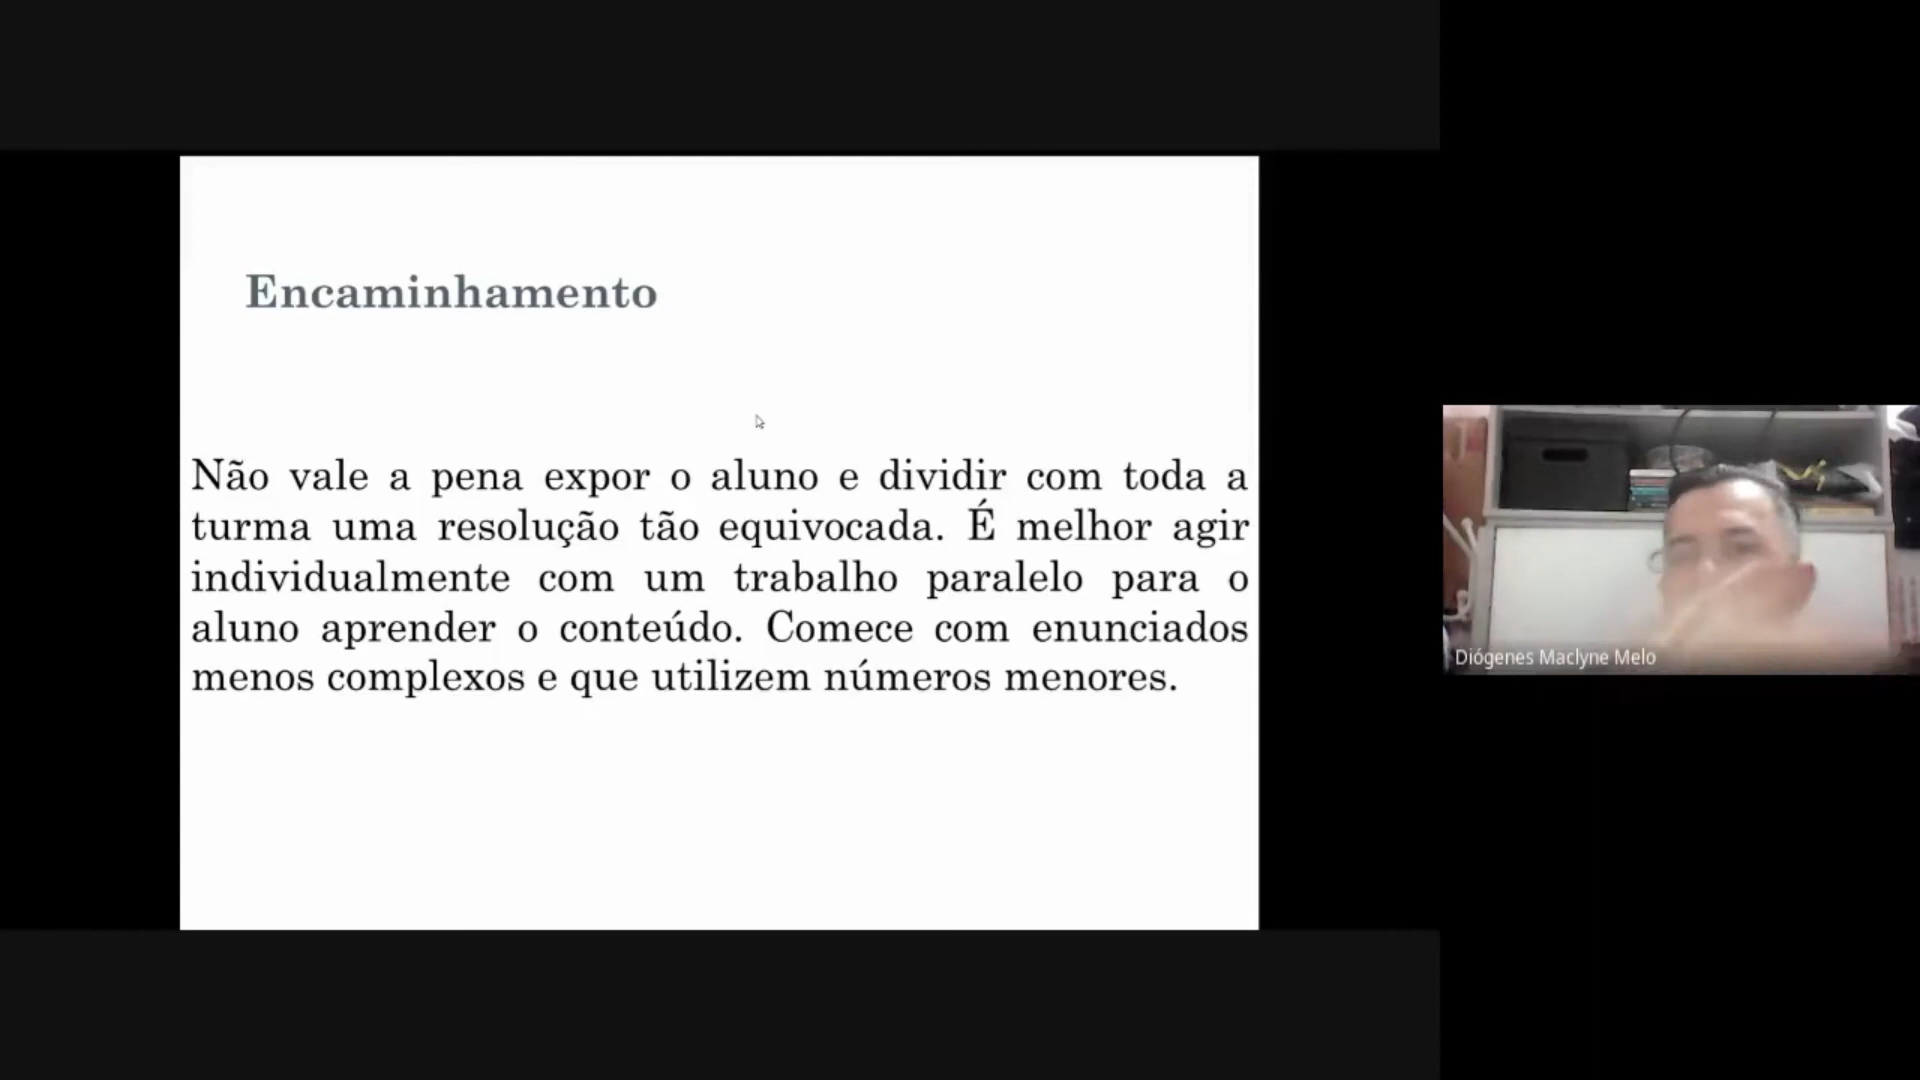 Encaminhamento
Não vale a pena expor o aluno e dividir com toda a
turma uma resolução tão equivocada. É melhor agir
individualmente com um trabalho paralelo para o
aluno aprender o conteúdo. Comece com enunciados
menos complexos e que utilizem números menores.
Diógenes Maclyne Melo